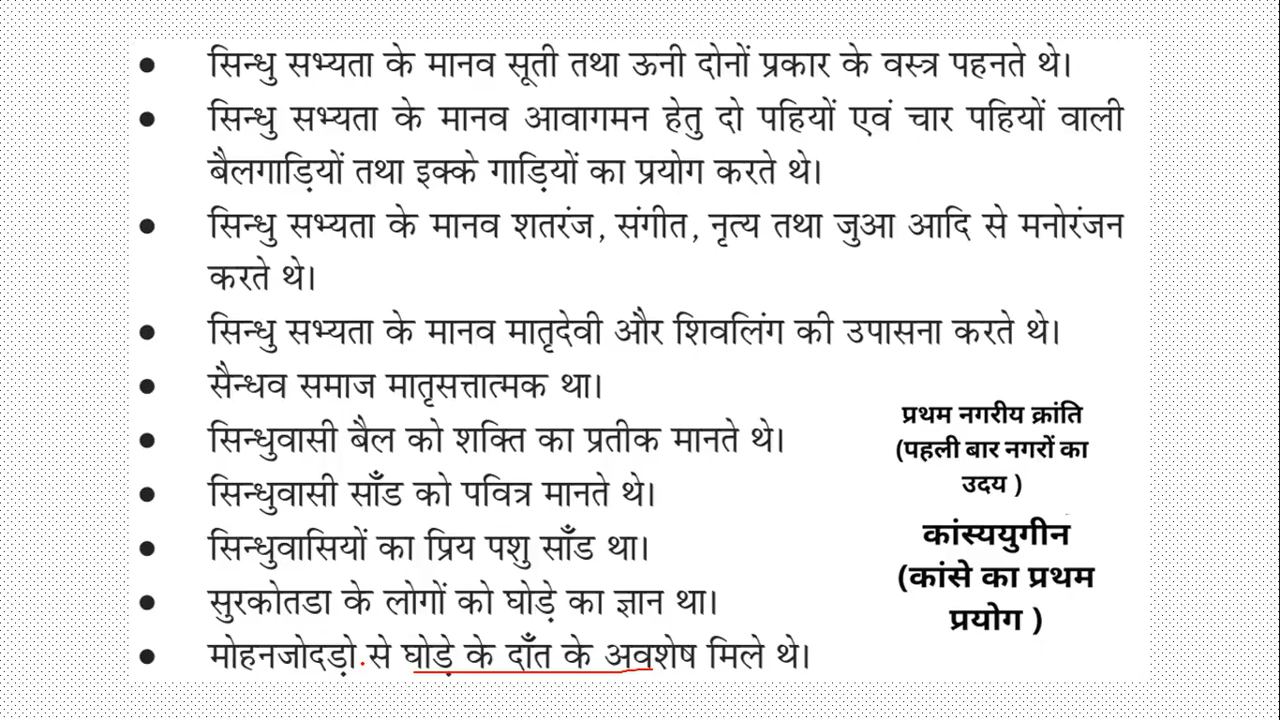 • सिन्धु सभ्यता के मानव सूती तथा ऊनी दोनों प्रकार के वस्त्र पहनते थे।
• सिन्धु सभ्यता के मानव आवागमन हेतु दो पहियों एवं चार पहियों वाली
बैलगाड़ियों तथा इक्के गाड़ियों का प्रयोग करते थे।
• सिन्धु सभ्यता के मानव शतरंज, संगीत, नृत्य तथा जुआ आदि से मनोरंजन
करते थे।
• सिन्धु सभ्यता के मानव मातृदेवी और शिवलिंग की उपासना करते थे।
• सैन्धव समाज मातृसत्तात्मक था।
• सिन्धुवासी बैल को शक्ति का प्रतीक मानते थे।
• सिन्धुवासी साँड को पवित्र मानते थे।
• सिन्धुवासियों का प्रिय पशु साँड था।
• सुरकोतडा के लोगों को घोड़े का ज्ञान था।
• मोहनजोदड़ो से घोड़े के दाँत के अवशेष मिले थे।
प्रथम नगरीय क्रांति
(पहली बार नगरों का
उदय )
कांस्ययुगीन
(कांसे का प्रथम
प्रयोग )